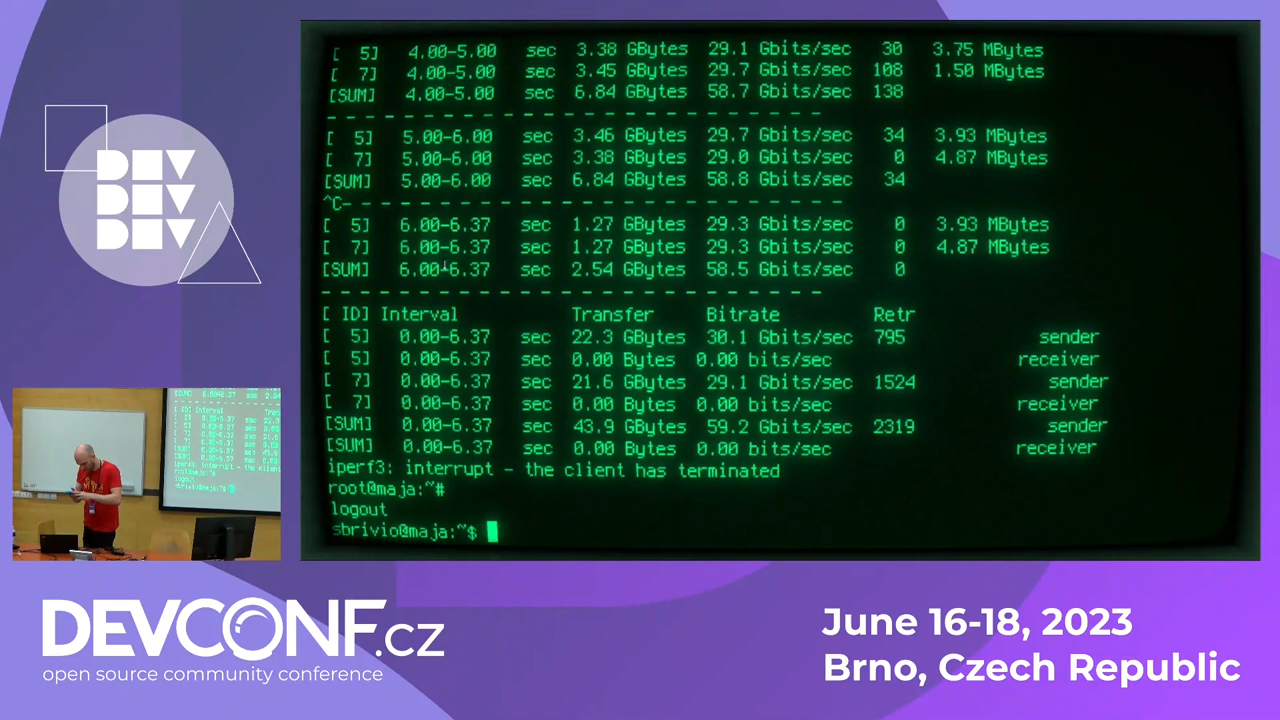 [  5]   4.00-5.00   sec  3.38 GBytes  29.1 Gbits/sec   30   3.75 MBytes
[  7]   4.00-5.00   sec  3.45 GBytes  29.7 Gbits/sec  108   1.50 MBytes
[SUM]   4.00-5.00   sec  6.84 GBytes  58.7 Gbits/sec  138
- - - - - - - - - - - - - - - - - - - - - - - - -
[  5]   5.00-6.00   sec  3.46 GBytes  29.7 Gbits/sec   34   3.93 MBytes
[  7]   5.00-6.00   sec  3.38 GBytes  29.0 Gbits/sec    0   4.87 MBytes
[SUM]   5.00-6.00   sec  6.84 GBytes  58.8 Gbits/sec   34
^C- - - - - - - - - - - - - - - - - - - - - - - - -
[  5]   6.00-6.37   sec  1.27 GBytes  29.3 Gbits/sec    0   3.93 MBytes
[  7]   6.00-6.37   sec  1.27 GBytes  29.3 Gbits/sec    0   4.87 MBytes
[SUM]   6.00-6.37   sec  2.54 GBytes  58.5 Gbits/sec    0
- - - - - - - - - - - - - - - - - - - - - - - - -
[ ID] Interval           Transfer     Bitrate         Retr
[  5]   0.00-6.37   sec  22.3 GBytes  30.1 Gbits/sec  795             sender
[  5]   0.00-6.37   sec  0.00 Bytes  0.00 bits/sec                  receiver
[  7]   0.00-6.37   sec  21.6 GBytes  29.1 Gbits/sec  1524             sender
[  7]   0.00-6.37   sec  0.00 Bytes  0.00 bits/sec                  receiver
[SUM]   0.00-6.37   sec  43.9 GBytes  59.2 Gbits/sec  2319             sender
[SUM]   0.00-6.37   sec  0.00 Bytes  0.00 bits/sec                  receiver
iperf3: interrupt - the client has terminated
root@maja:~#
logout
sbrivio@maja:~$
DEV
DEV
DEV
DEVCONF.cz
open source community conference
June 16-18, 2023
Brno, Czech Republic